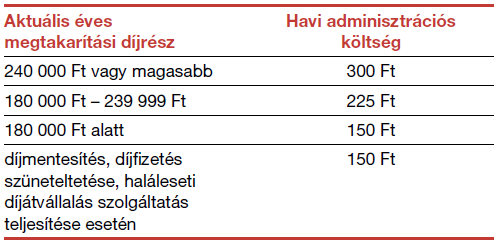 Aktuális éves Havi adminisztrációs
megtakarítási díjrész költség
240 000 Ft vagy magasabb 300 Ft
180 000 Ft – 239 999 Ft 225 Ft
180 000 Ft alatt 150 Ft
díjmentesítés, díjfizetés 150 Ft
szüneteltetése, haláleseti
díjátvállalás szolgáltatás
teljesítése esetén